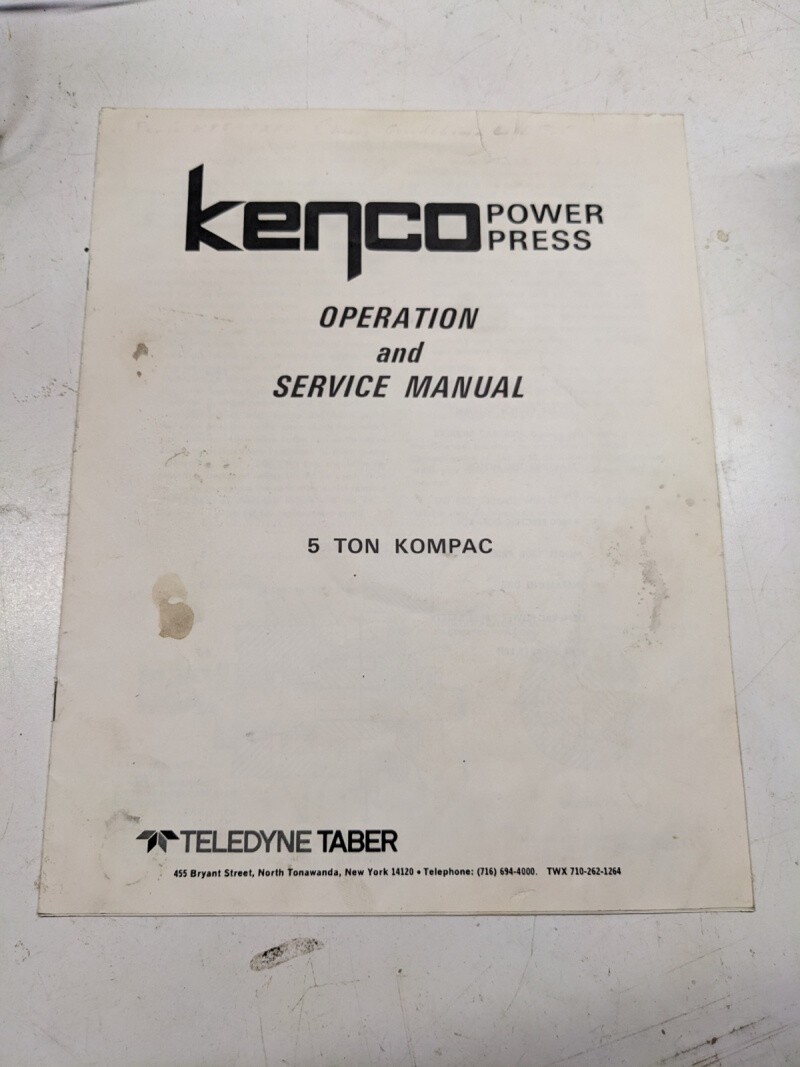 kenco POWER PRESS
OPERATION
and
SERVICE MANUAL
5 TON KOMPAC
TELEDYNE TABER
455 Bryant Street, North Tonawanda, New York 14120 • Telephone: (716) 694-4000. TWX 710-262-1264